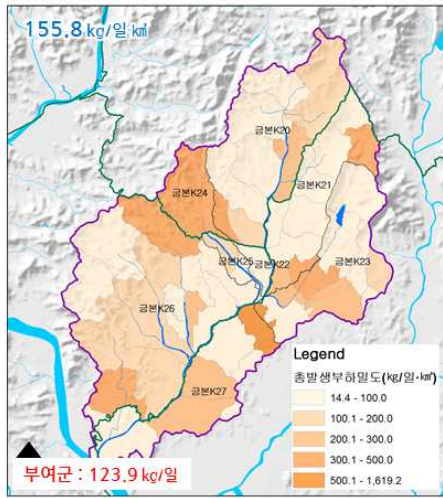 155.8 kg/일·km²
금본K20
금본K21
금본K24
금본K25
금본K22
금본K23
금본K26
금본K27
Legend
총발생부하밀도(kg/일·km²)
14.4 - 100.0
100.1 - 200.0
200.1 - 300.0
300.1 - 500.0
500.1 - 1,619.2
부여군 : 123.9 kg/일